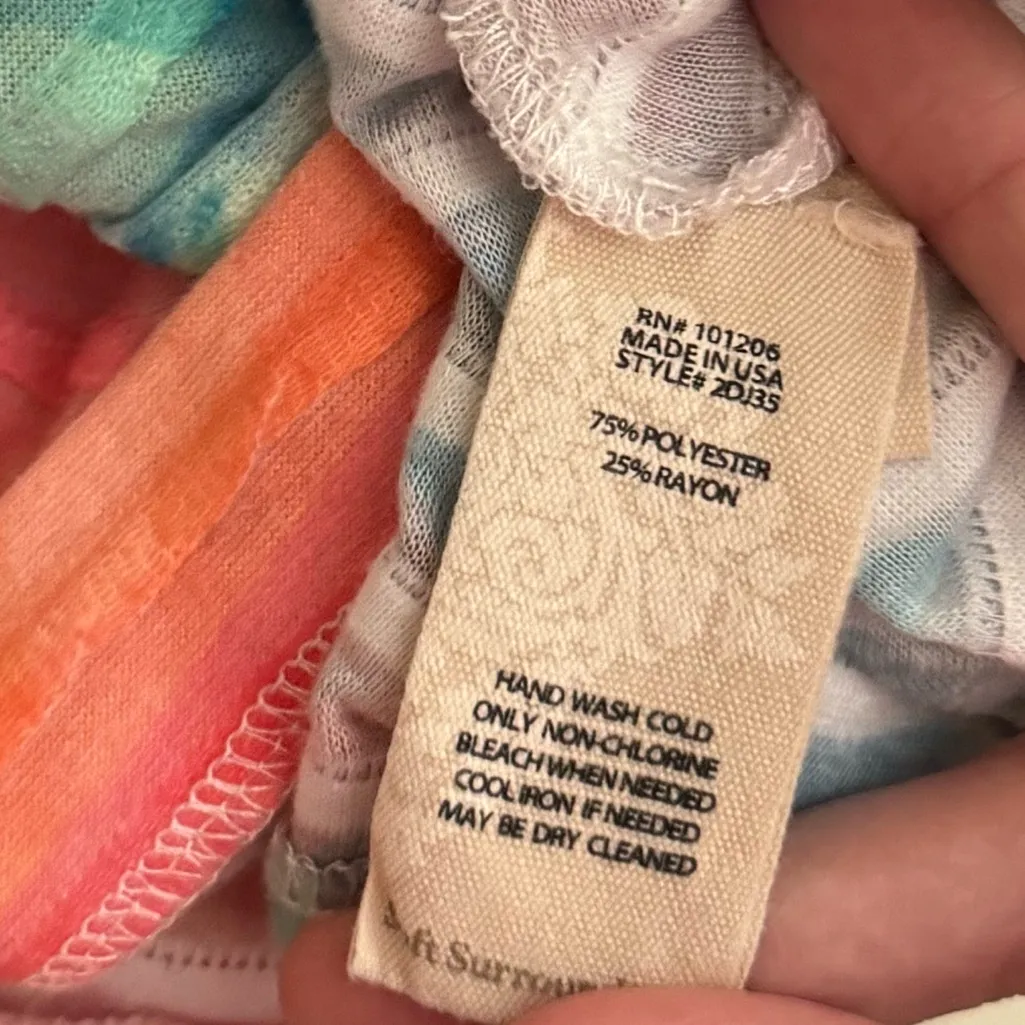 RN# 101206
MADE IN USA
STYLE# 2DJ35
75% POLYESTER
25% RAYON
HAND WASH COLD
ONLY NON-CHLORINE
BLEACH WHEN NEEDED
COOL IRON IF NEEDED
MAY BE DRY CLEANED
Soft